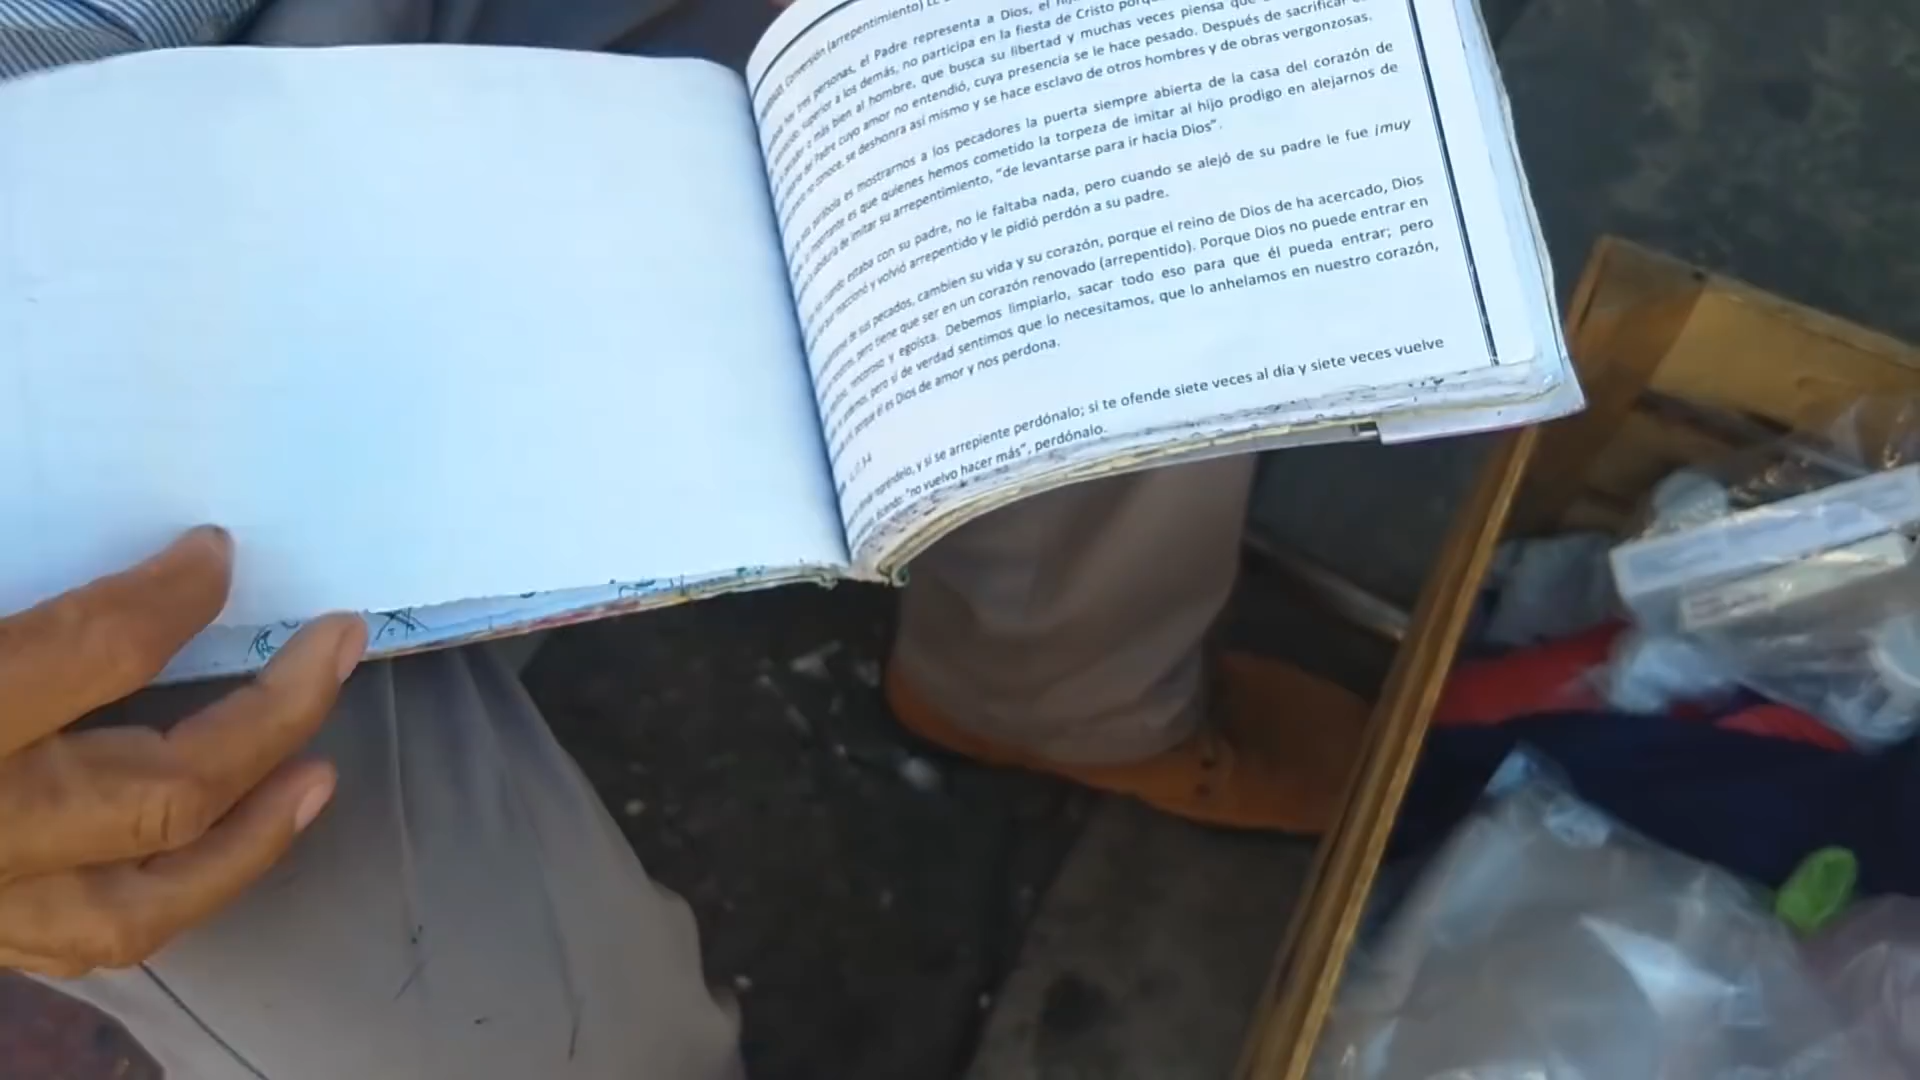 Conversión (arrepentimiento)
tres personas, el Padre representa a Dios, el
superior a los demás, no participa en la fiesta de Cristo
más bien al hombre, que busca su libertad y muchas veces piensa que
Padre cuyo amor no entendió, cuya presencia se le hace pesado. Después de sacrificar
conoce, se deshonra así mismo y se hace esclavo de otros hombres y de obras vergonzosas.
parábola es mostrarnos a los pecadores la puerta siempre abierta de la casa del corazón de
importante es que quienes hemos cometido la torpeza de imitar al hijo prodigo en alejarnos de
sabiduría de imitar su arrepentimiento, "de levantarse para ir hacia Dios".
cuando estaba con su padre, no le faltaba nada, pero cuando se alejó de su padre le fue ¡muy
reaccionó y volvió arrepentido y le pidió perdón a su padre.
de sus pecados, cambien su vida y su corazón, porque el reino de Dios de ha acercado, Dios
pero tiene que ser en un corazón renovado (arrepentido). Porque Dios no puede entrar en
rencoroso y egoísta. Debemos limpiarlo, sacar todo eso para que él pueda entrar; pero
pero sí de verdad sentimos que lo necesitamos, que lo anhelamos en nuestro corazón,
porque él es Dios de amor y nos perdona.
repréndelo, y si se arrepiente perdónalo; si te ofende siete veces al día y siete veces vuelve
diciendo: "no vuelvo hacer más", perdónalo.